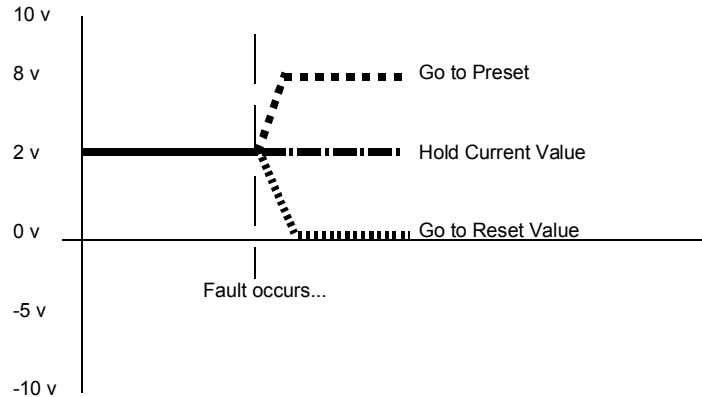 10 v
8 v
Go to Preset
2 v
Hold Current Value
0 v
Go to Reset Value
Fault occurs...
-5 v
-10 v